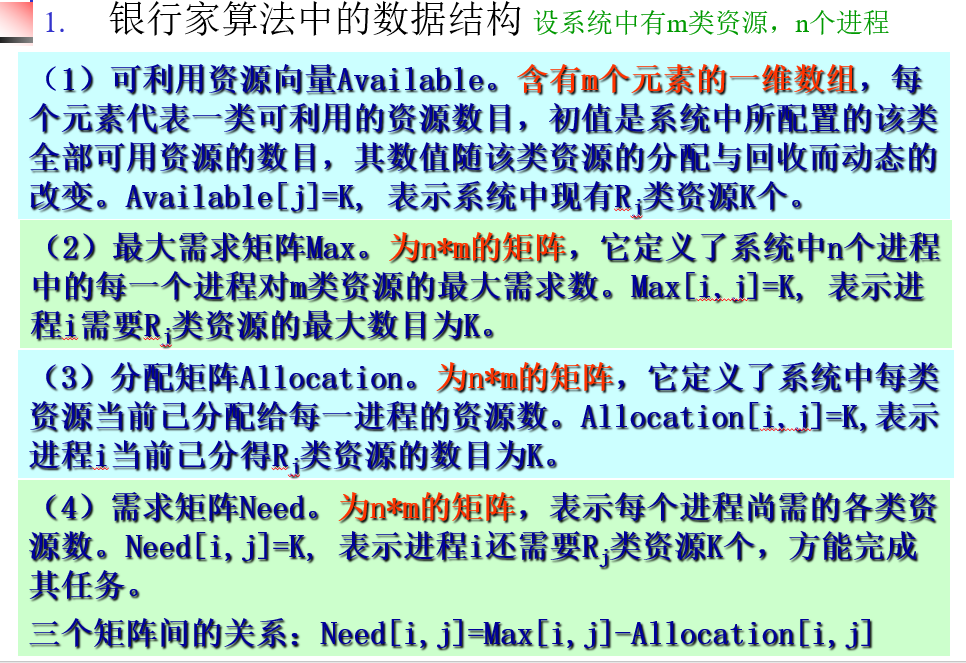 1. 银行家算法中的数据结构 设系统中有m类资源，n个进程
（1）可利用资源向量Available。含有m个元素的一维数组，每
个元素代表一类可利用的资源数目，初值是系统中所配置的该类
全部可用资源的数目，其数值随该类资源的分配与回收而动态的
改变。Available[j]=K, 表示系统中现有Rj类资源K个。
（2）最大需求矩阵Max。为n*m的矩阵，它定义了系统中n个进程
中的每一个进程对m类资源的最大需求数。Max[i,j]=K, 表示进
程i需要Rj类资源的最大数目为K。
（3）分配矩阵Allocation。为n*m的矩阵，它定义了系统中每类
资源当前已分配给每一进程的资源数。Allocation[i,j]=K,表示
进程i当前已分得Rj类资源的数目为K。
（4）需求矩阵Need。为n*m的矩阵，表示每个进程尚需的各类资
源数。Need[i,j]=K, 表示进程i还需要Rj类资源K个，方能完成
其任务。
三个矩阵间的关系：Need[i,j]=Max[i,j]-Allocation[i,j]